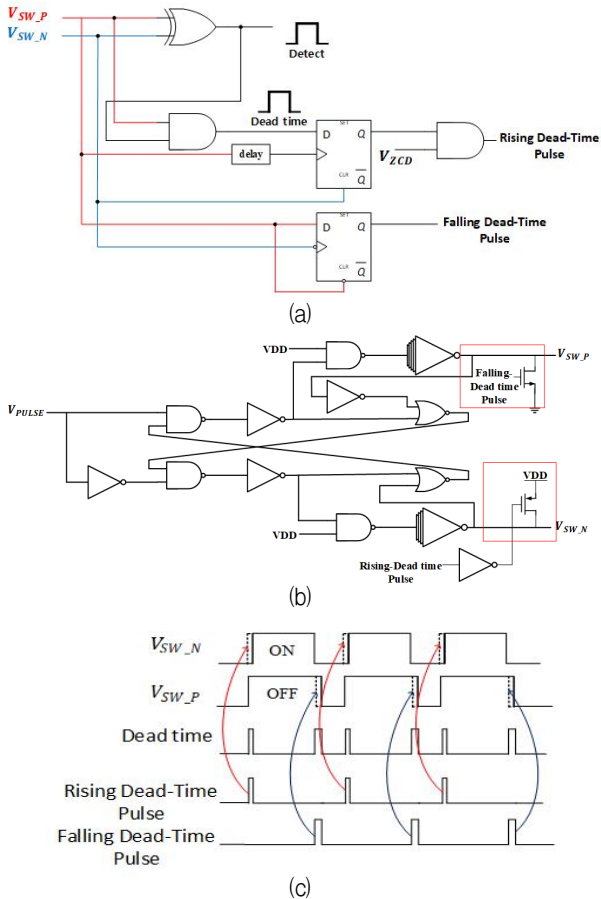 V_SW_P
V_SW_N
Detect
Dead time
SET
D
Q
delay
CLR
Q
V_ZCD
Rising Dead-Time
Pulse
SET
D
Q
CLR
Q
Falling Dead-Time
Pulse
(a)
VDD
V_SW_P
Falling-
Dead time
Pulse
V_PULSE
VDD
VDD
V_SW_N
Rising-Dead time
Pulse
(b)
V_SW_N
ON
V_SW_P
OFF
Dead time
Rising Dead-Time
Pulse
Falling Dead-Time
Pulse
(c)